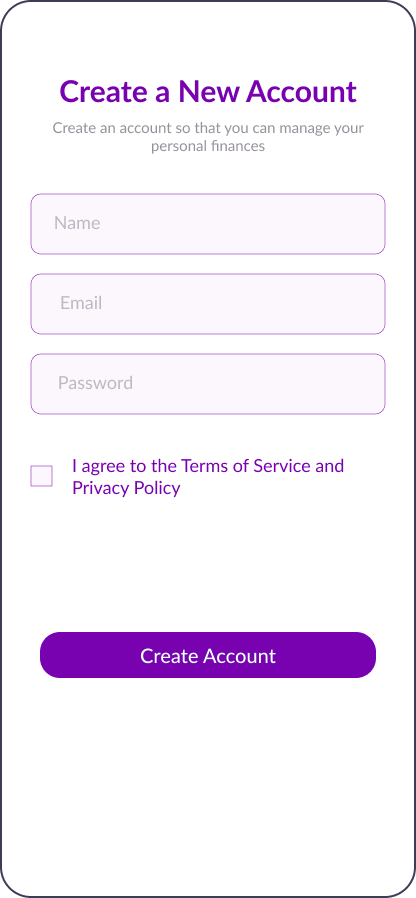 Create a New Account
Create an account so that you can manage your
personal finances
Name
Email
Password
I agree to the Terms of Service and
Privacy Policy
Create Account